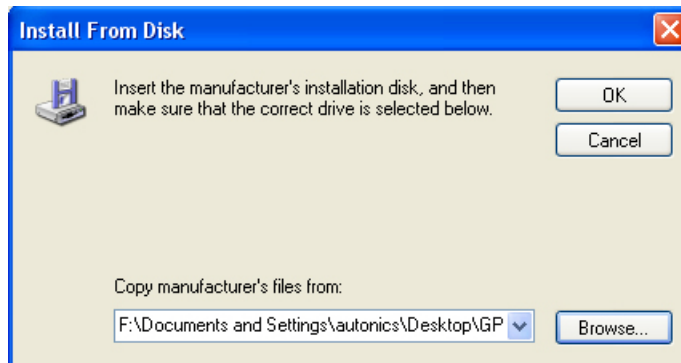 Install From Disk
Insert the manufacturer's installation disk, and then
make sure that the correct drive is selected below.
OK
Cancel
Copy manufacturer's files from:
F:\Documents and Settings\autonics\Desktop\GP
Browse...